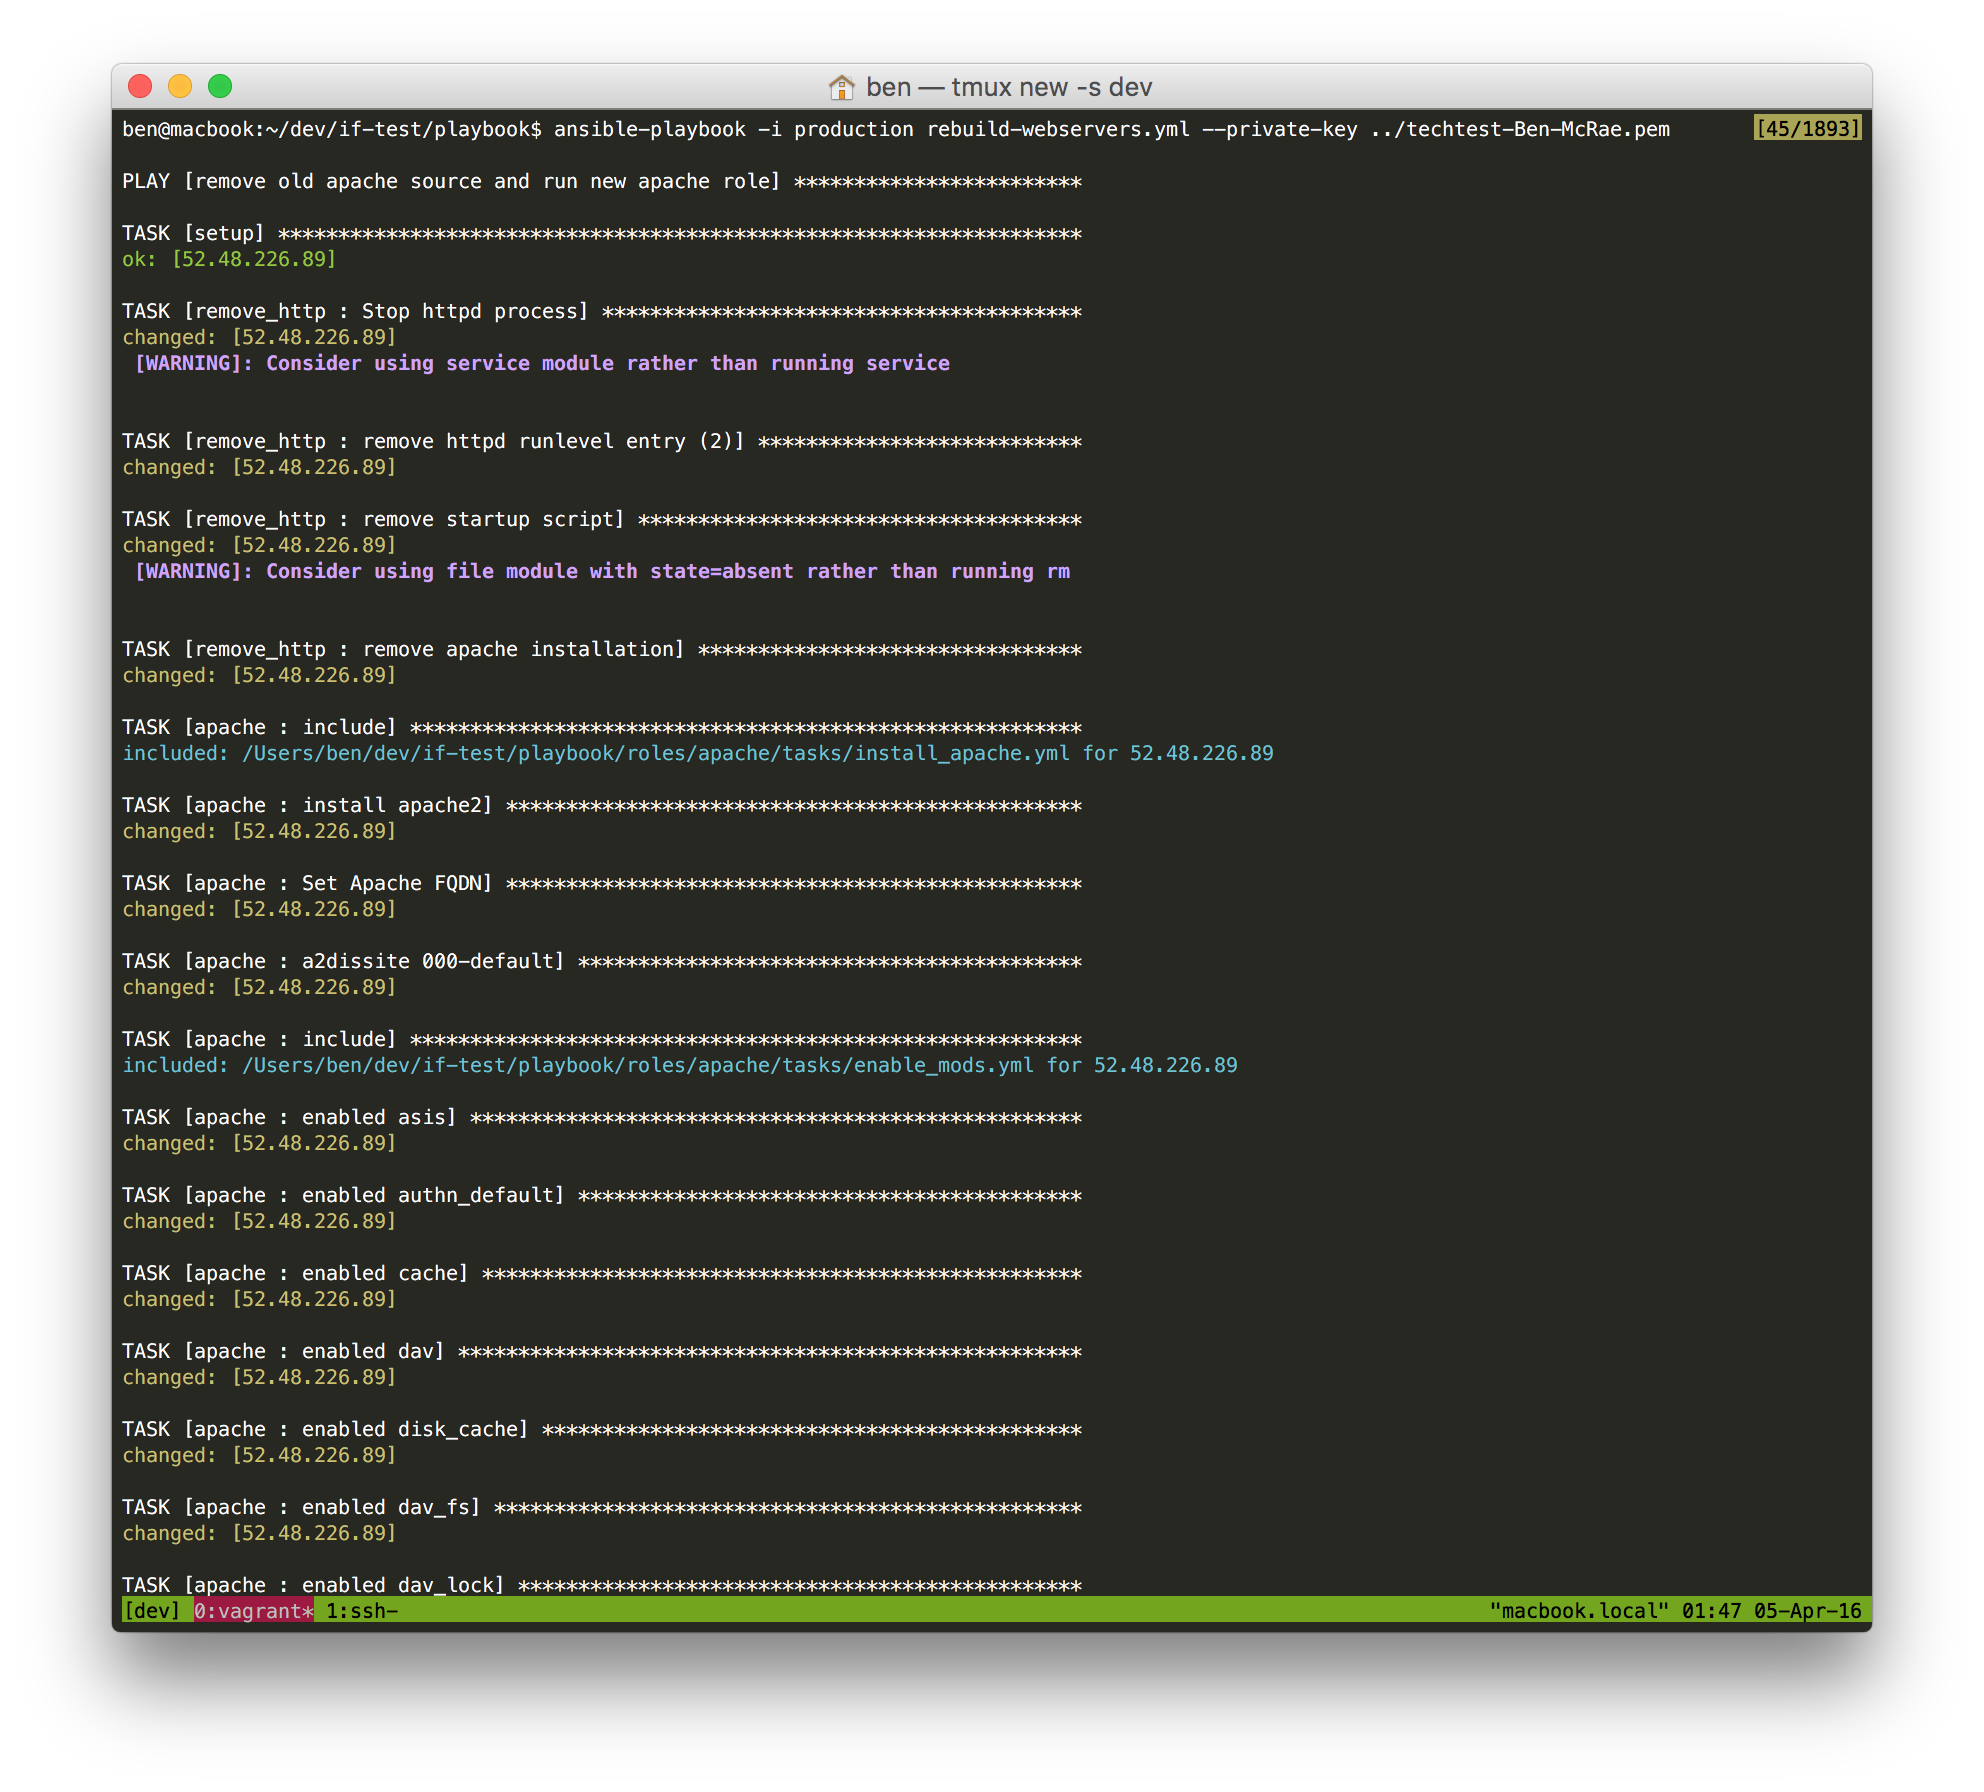 ben — tmux new -s dev
ben@macbook:~/dev/if-test/playbook$ ansible-playbook -i production rebuild-webservers.yml --private-key ../techtest-Ben-McRae.pem [45/1893]
PLAY [remove old apache source and run new apache role] ************************
TASK [setup] *******************************************************************
ok: [52.48.226.89]
TASK [remove_http : Stop httpd process] ****************************************
changed: [52.48.226.89]
[WARNING]: Consider using service module rather than running service
TASK [remove_http : remove httpd runlevel entry (2)] ***************************
changed: [52.48.226.89]
TASK [remove_http : remove startup script] *************************************
changed: [52.48.226.89]
[WARNING]: Consider using file module with state=absent rather than running rm
TASK [remove_http : remove apache installation] ********************************
changed: [52.48.226.89]
TASK [apache : include] ********************************************************
included: /Users/ben/dev/if-test/playbook/roles/apache/tasks/install_apache.yml for 52.48.226.89
TASK [apache : install apache2] ************************************************
changed: [52.48.226.89]
TASK [apache : Set Apache FQDN] ************************************************
changed: [52.48.226.89]
TASK [apache : a2dissite 000-default] ******************************************
changed: [52.48.226.89]
TASK [apache : include] ********************************************************
included: /Users/ben/dev/if-test/playbook/roles/apache/tasks/enable_mods.yml for 52.48.226.89
TASK [apache : enabled asis] ***************************************************
changed: [52.48.226.89]
TASK [apache : enabled authn_default] ******************************************
changed: [52.48.226.89]
TASK [apache : enabled cache] **************************************************
changed: [52.48.226.89]
TASK [apache : enabled dav] ****************************************************
changed: [52.48.226.89]
TASK [apache : enabled disk_cache] *********************************************
changed: [52.48.226.89]
TASK [apache : enabled dav_fs] *************************************************
changed: [52.48.226.89]
TASK [apache : enabled dav_lock] ***********************************************
[dev] 0:vagrant* 1:ssh- "macbook.local" 01:47 05-Apr-16